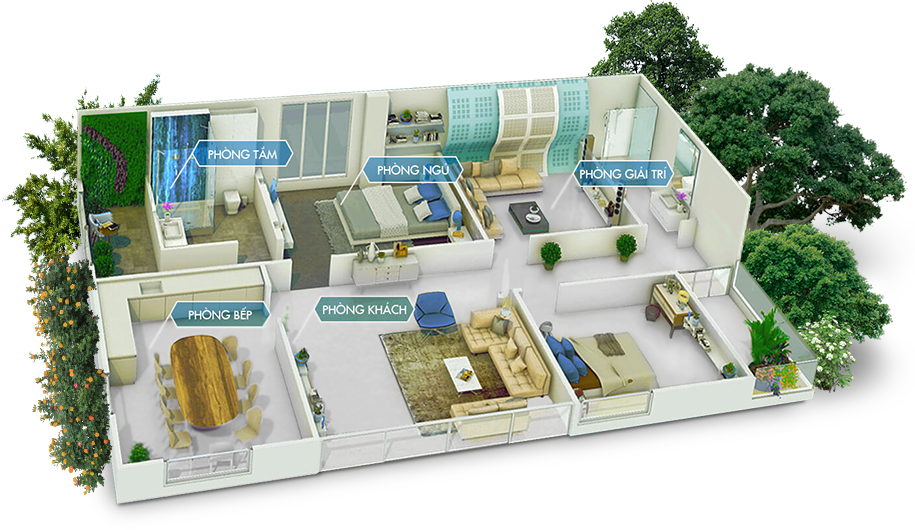 PHÒNG TẮM
PHÒNG NGỦ
PHÒNG GIẢI TRÍ
PHÒNG BẾP
PHÒNG KHÁCH